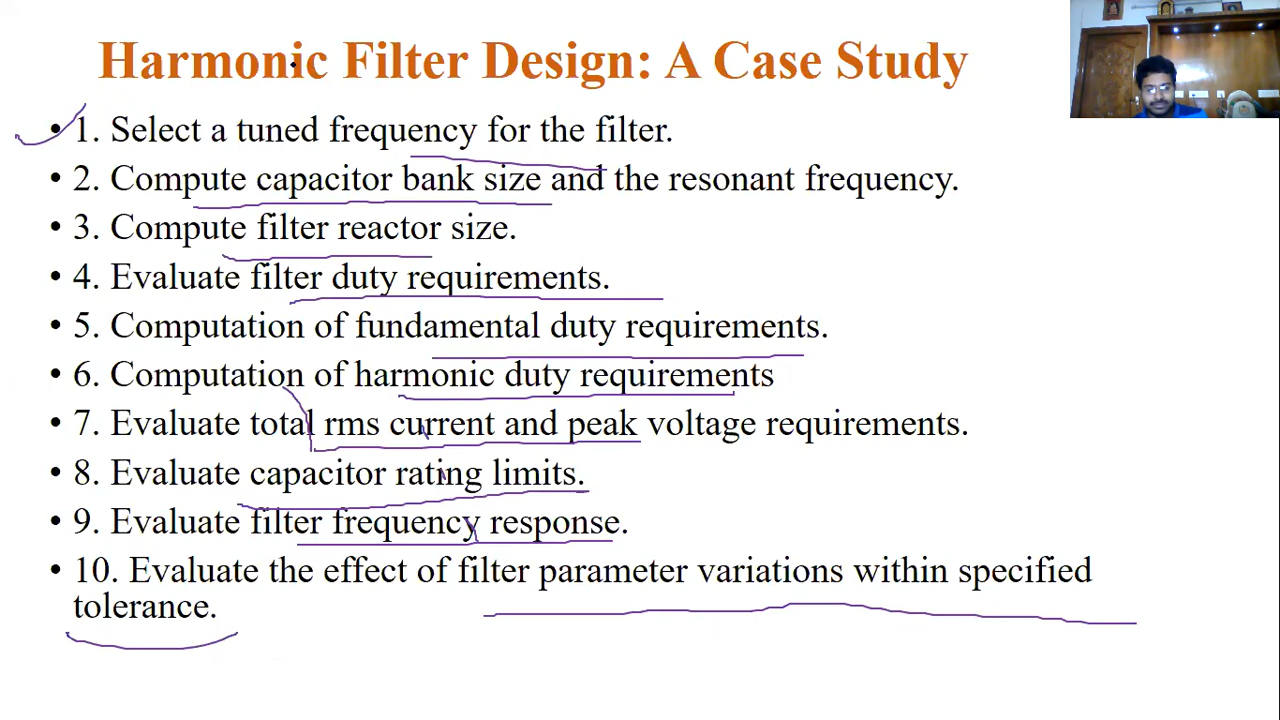 Harmonic Filter Design: A Case Study
• 1. Select a tuned frequency for the filter.
• 2. Compute capacitor bank size and the resonant frequency.
• 3. Compute filter reactor size.
• 4. Evaluate filter duty requirements.
• 5. Computation of fundamental duty requirements.
• 6. Computation of harmonic duty requirements
• 7. Evaluate total rms current and peak voltage requirements.
• 8. Evaluate capacitor rating limits.
• 9. Evaluate filter frequency response.
• 10. Evaluate the effect of filter parameter variations within specified
tolerance.